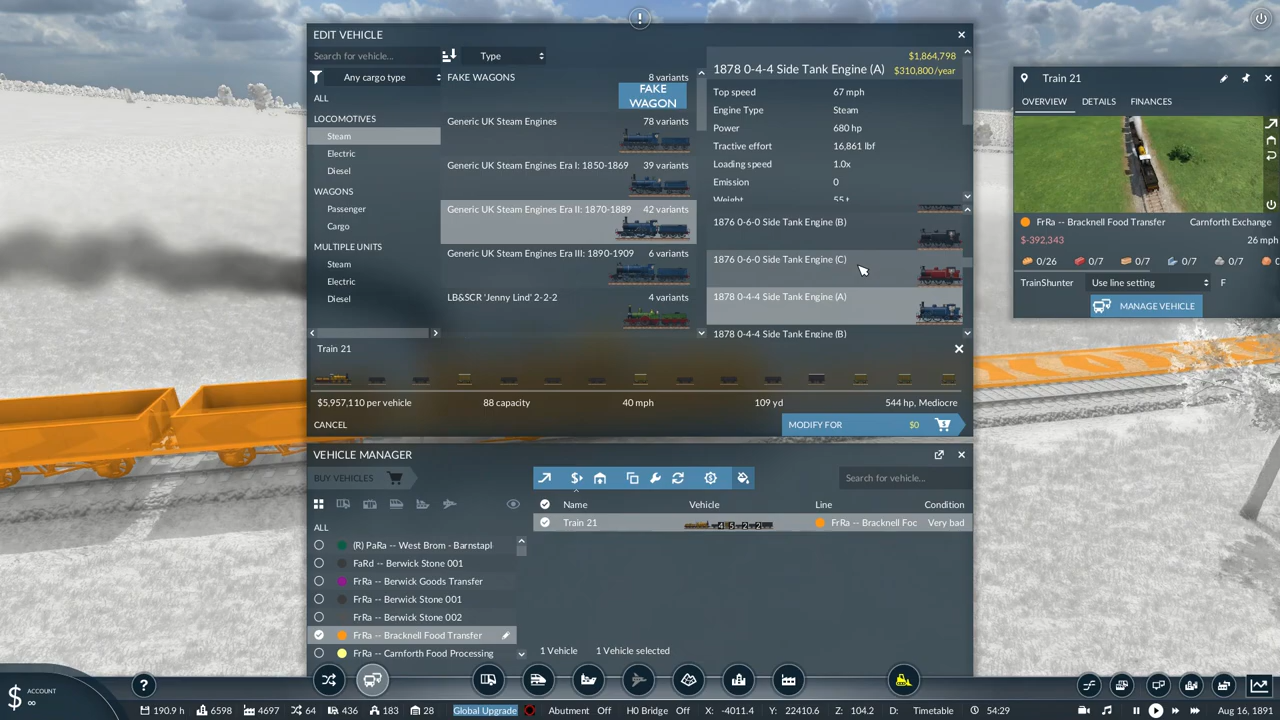 EDIT VEHICLE
Search for vehicle...
Type
Any cargo type
ALL
LOCOMOTIVES
Steam
Electric
Diesel
WAGONS
Passenger
Cargo
MULTIPLE UNITS
Steam
Electric
Diesel
FAKE WAGONS 8 variants
FAKE
WAGON
Generic UK Steam Engines 78 variants
Generic UK Steam Engines Era I: 1850-1869 39 variants
Generic UK Steam Engines Era II: 1870-1889 42 variants
Generic UK Steam Engines Era III: 1890-1909 6 variants
LB&SCR 'Jenny Lind' 2-2-2 4 variants
$1,864,798
1878 0-4-4 Side Tank Engine (A) $310,800/year
Top speed 67 mph
Engine Type Steam
Power 680 hp
Tractive effort 16,861 lbf
Loading speed 1.0x
Emission 0
Weight 55 t
1876 0-6-0 Side Tank Engine (B)
1876 0-6-0 Side Tank Engine (C)
1878 0-4-4 Side Tank Engine (A)
1878 0-4-4 Side Tank Engine (B)
Train 21
$5,957,110 per vehicle 88 capacity 40 mph 109 yd 544 hp, Mediocre
CANCEL
MODIFY FOR $0
Train 21
OVERVIEW DETAILS FINANCES
FrRa -- Bracknell Food Transfer Carnforth Exchange
$-392,343 26 mph
0/26 0/7 0/7 0/7 0/7 0
TrainShunter Use line setting F
MANAGE VEHICLE
VEHICLE MANAGER
BUY VEHICLES
Search for vehicle...
ALL
(R) PaRa -- West Brom - Barnstapl
FaRd -- Berwick Stone 001
FrRa -- Berwick Goods Transfer
FrRa -- Berwick Stone 001
FrRa -- Berwick Stone 002
FrRa -- Bracknell Food Transfer
FrRa -- Carnforth Food Processing
Name Vehicle Line Condition
Train 21 FrRa -- Bracknell Foc Very bad
1 Vehicle 1 Vehicle selected
$ ACCOUNT
∞
?
190.9 h 6598 4697 64 436 183 28 Global Upgrade Abutment Off H0 Bridge Off X: -4011.4 Y: 22410.6 Z: 104.2 D: Timetable 54:29 Aug 16, 1891